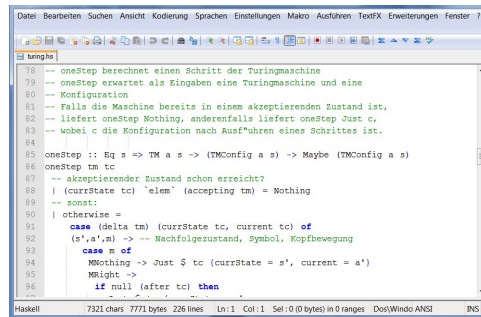 Datei Bearbeiten Suchen Ansicht Kodierung Sprachen Einstellungen Makro Ausführen TextFX Erweiterungen Fenster ?
turing.hs
78 -- oneStep berechnet einen Schritt der Turingmaschine
79 -- oneStep erwartet als Eingaben eine Turingmaschine und eine
80 -- Konfiguration
81 -- Falls die Maschine bereits in einem akzeptierenden Zustand ist,
82 -- liefert oneStep Nothing, anderenfalls liefert oneStep Just c,
83 -- wobei c die Konfiguration nach Ausf"uhren eines Schrittes ist.
84
85 oneStep :: Eq s => TM a s -> (TMConfig a s) -> Maybe (TMConfig a s)
86 oneStep tm tc
87 -- akzeptierender Zustand schon erreicht?
88 | (currState tc) `elem` (accepting tm) = Nothing
89 -- sonst:
90 | otherwise =
91 case (delta tm) (currState tc, current tc) of
92 (s',a',m) -> -- Nachfolgezustand, Symbol, Kopfbewegung
93 case m of
94 MNothing -> Just $ tc {currState = s', current = a'}
95 MRight ->
96 if null (after tc) then
Haskell 7321 chars 7771 bytes 226 lines Ln : 1 Col : 1 Sel : 0 (0 bytes) in 0 ranges Dos\Windo ANSI INS